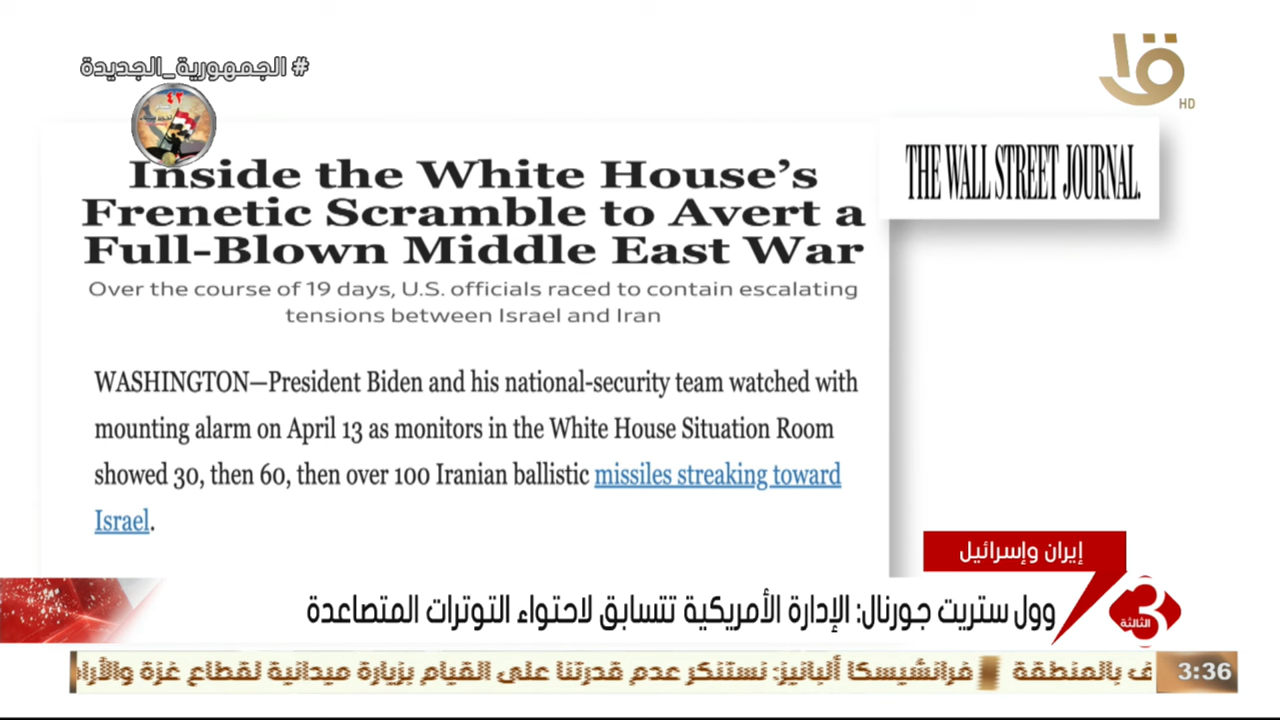 # الجمهورية_الجديدة
HD
٤٢
Inside the White House’s
Frenetic Scramble to Avert a
Full-Blown Middle East War
THE WALL STREET JOURNAL.
Over the course of 19 days, U.S. officials raced to contain escalating
tensions between Israel and Iran
WASHINGTON—President Biden and his national-security team watched with
mounting alarm on April 13 as monitors in the White House Situation Room
showed 30, then 60, then over 100 Iranian ballistic missiles streaking toward
Israel.
إيران وإسرائيل
وول ستريت جورنال: الإدارة الأمريكية تتسابق لاحتواء التوترات المتصاعدة
3
الثالثة
ف بالمنطقة
فرانشيسكا ألبانيز: نستنكر عدم قدرتنا على القيام بزيارة ميدانية لقطاع غزة والأرا
3:36